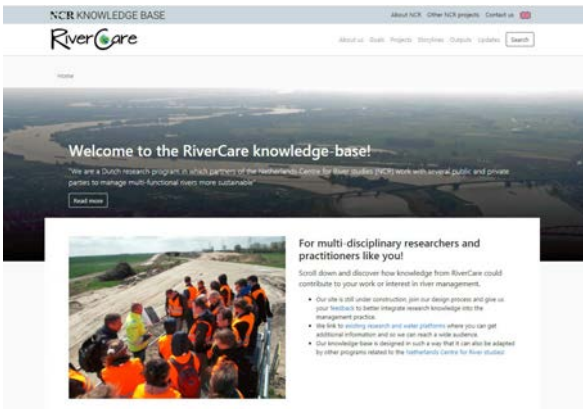 NCR KNOWLEDGE BASE
About NCR Other NCR projects Contact us
RiverCare
About us Goals Projects Storylines Outputs Updates Search
Home
Welcome to the RiverCare knowledge-base!
"We are a Dutch research program in which partners of the Netherlands Centre for River studies (NCR) work with several public and private
parties to manage multi-functional rivers more sustainable"
Read more
For multi-disciplinary researchers and
practitioners like you!
Scroll down and discover how knowledge from RiverCare could
contribute to your work or interest in river management.
• Our site is still under construction, join our design process and give us
your feedback to better integrate research knowledge into the
management practice.
• We link to existing research and water platforms where you can get
additional information and so we can reach a wide audience.
• Our knowledge base is designed in such a way that it can also be adapted
by other programs related to the Netherlands Centre for River studies!